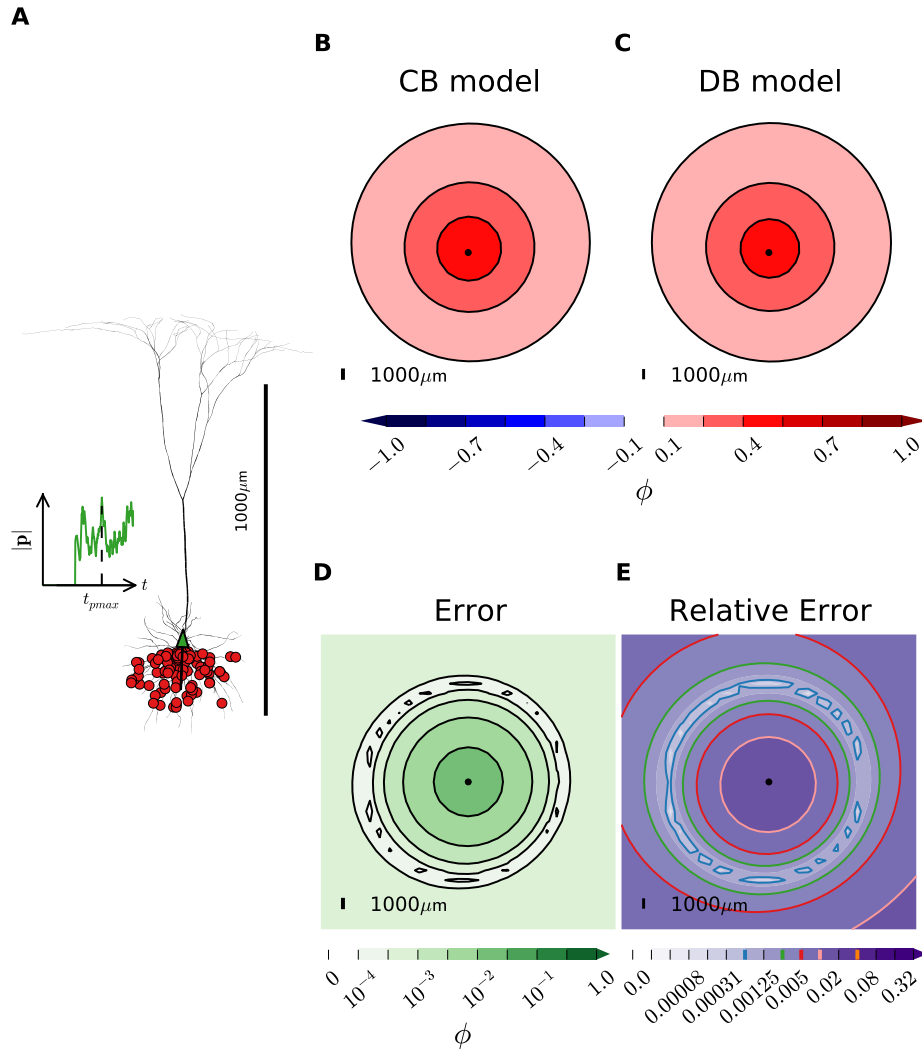 A
|p|
t
t_pmax
1000μm
B
CB model
1000μm
C
DB model
1000μm
−1.0 −0.7 −0.4 −0.1 0.1 0.4 0.7 1.0
ϕ
D
Error
1000μm
0 10⁻⁴ 10⁻³ 10⁻² 10⁻¹ 1.0
ϕ
E
Relative Error
1000μm
0.0 0.00008 0.00031 0.00125 0.005 0.02 0.08 0.32